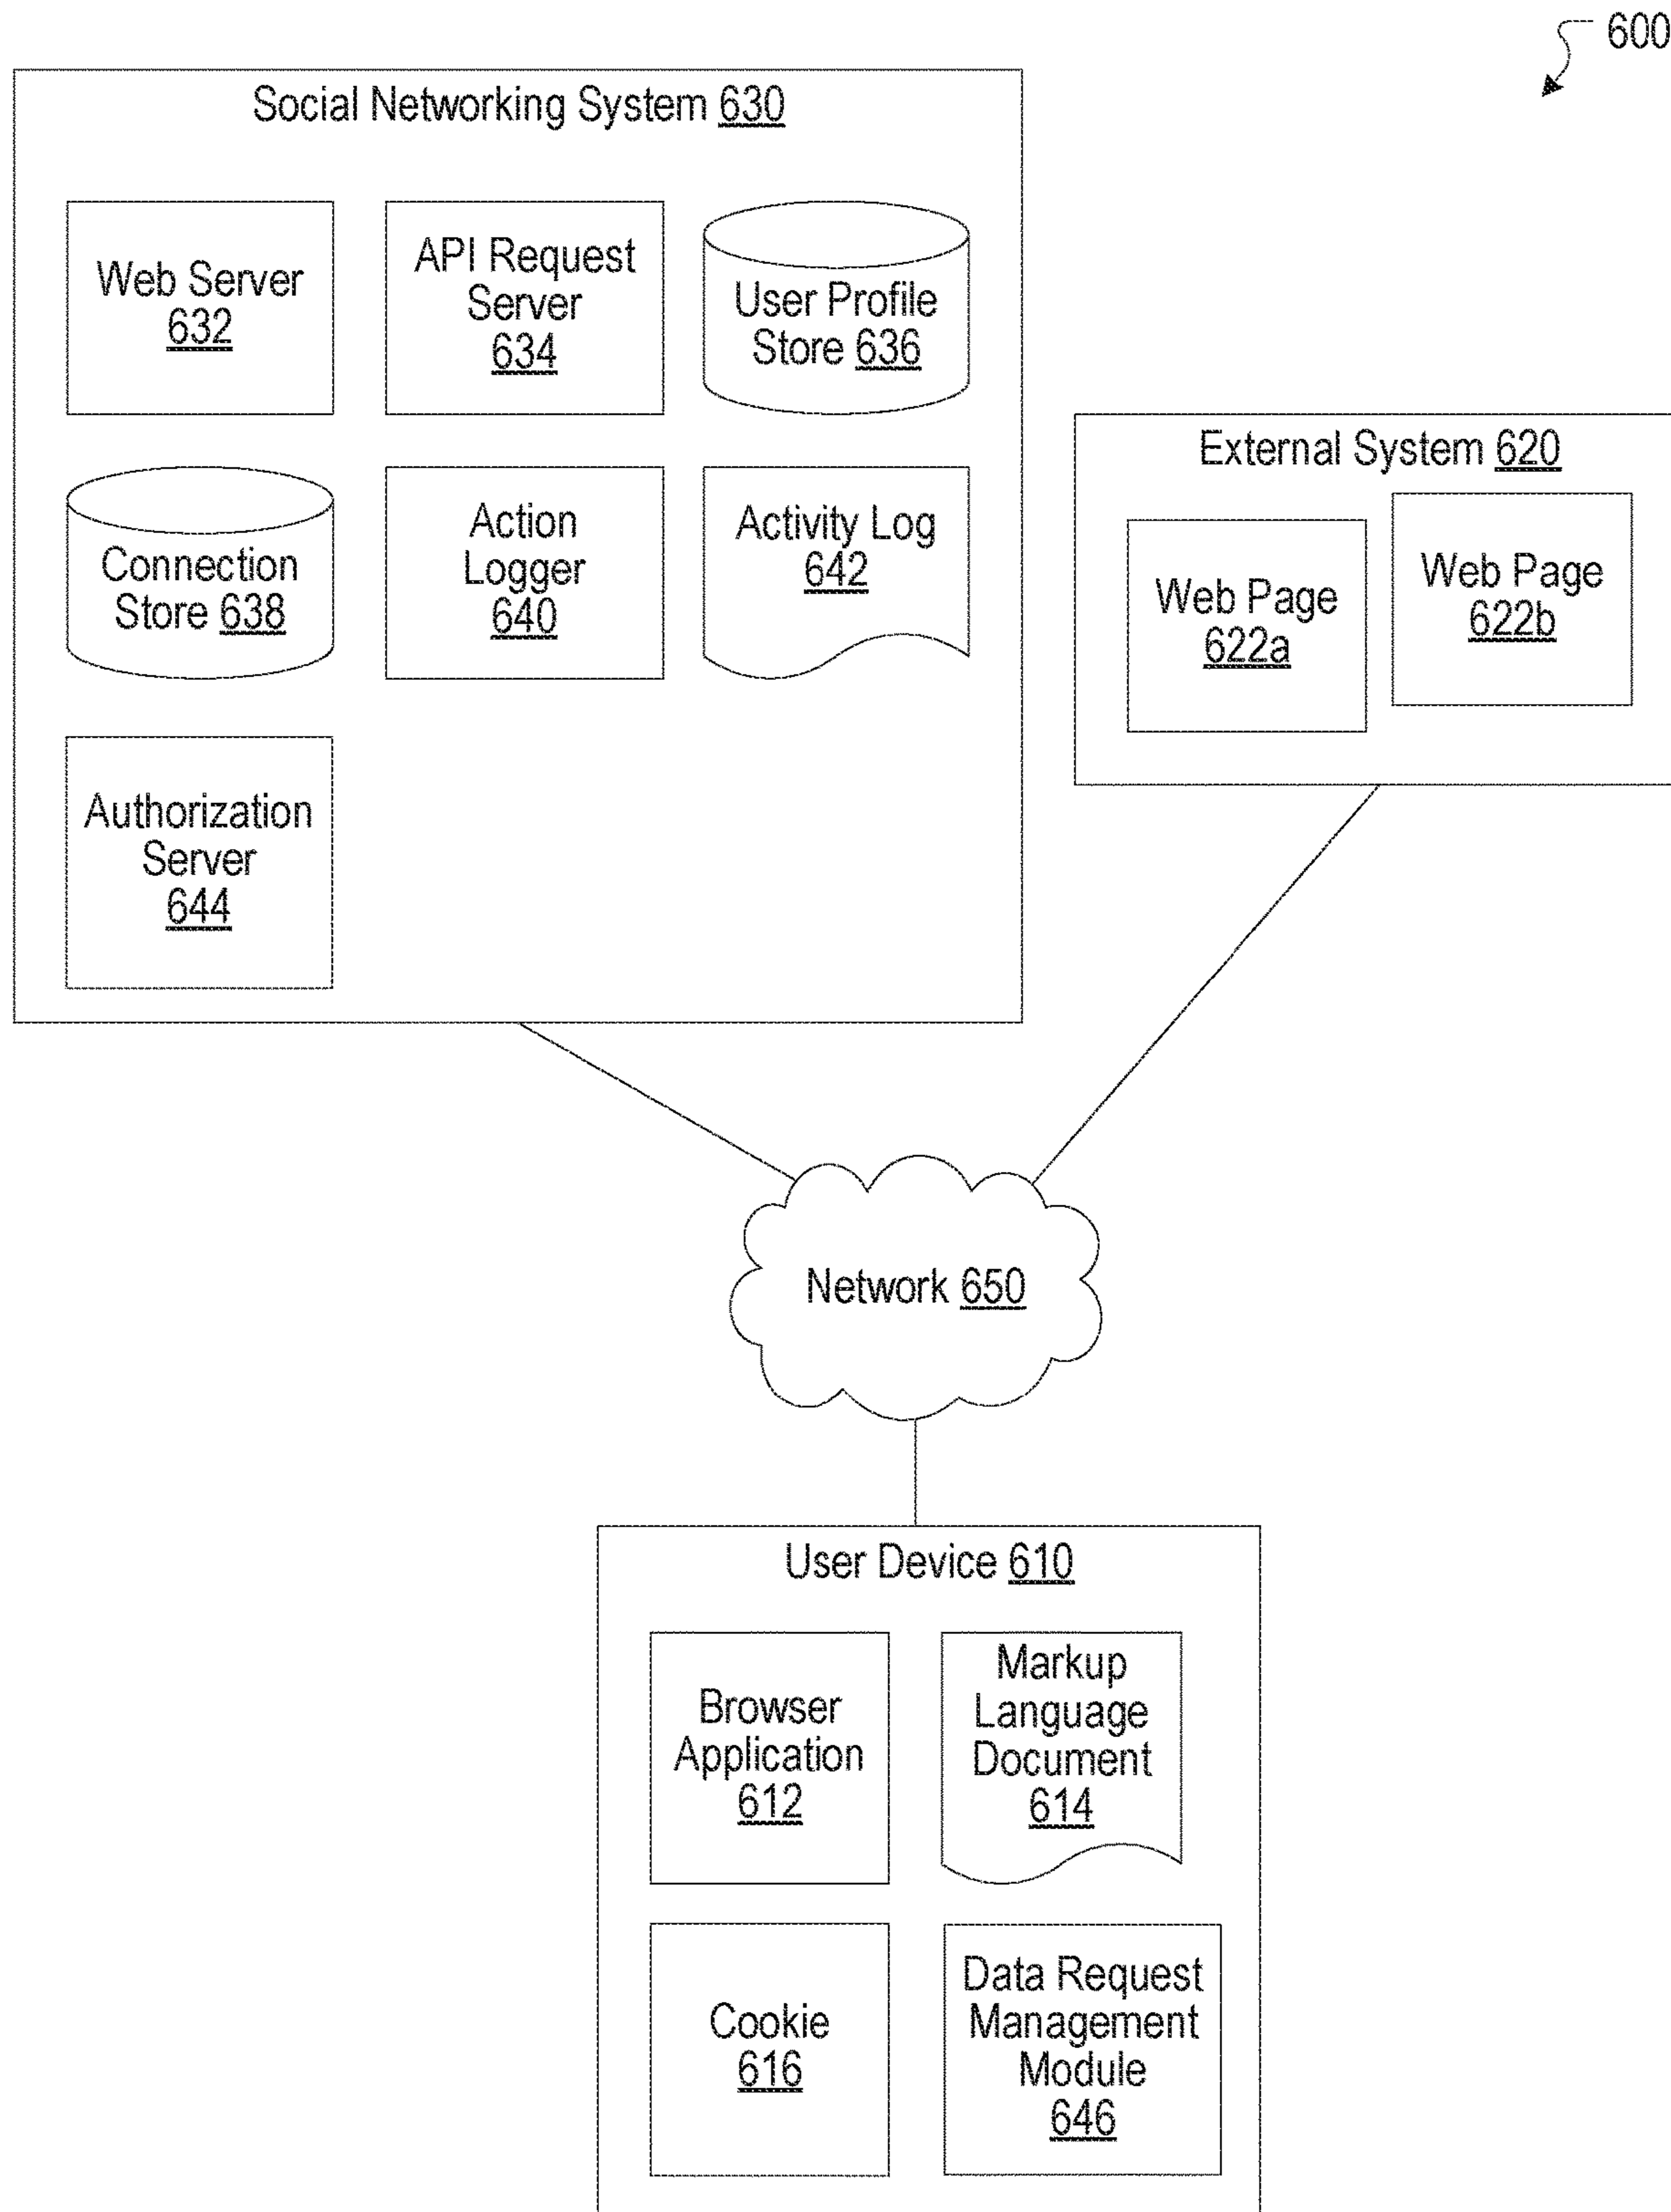 600
Social Networking System 630
Web Server
632
API Request
Server
634
User Profile
Store 636
Connection
Store 638
Action
Logger
640
Activity Log
642
Authorization
Server
644
External System 620
Web Page
622a
Web Page
622b
Network 650
User Device 610
Browser
Application
612
Markup
Language
Document
614
Cookie
616
Data Request
Management
Module
646